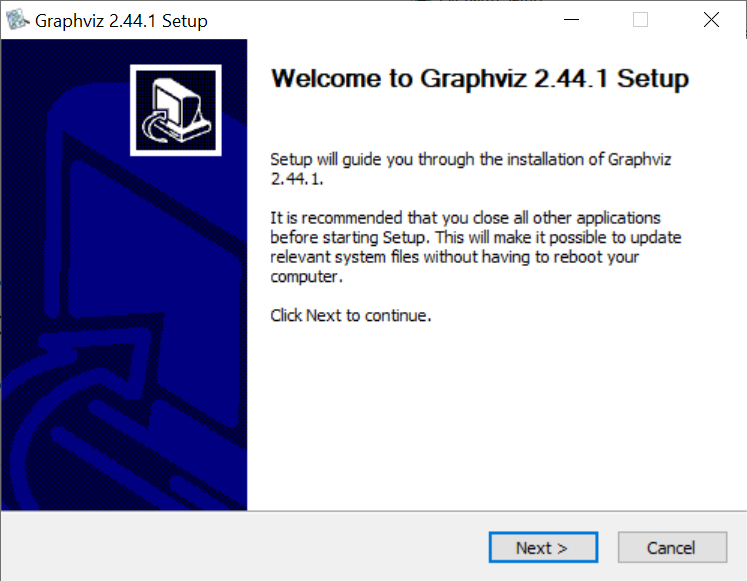 Graphviz 2.44.1 Setup
Welcome to Graphviz 2.44.1 Setup
Setup will guide you through the installation of Graphviz
2.44.1.
It is recommended that you close all other applications
before starting Setup. This will make it possible to update
relevant system files without having to reboot your
computer.
Click Next to continue.
Next >
Cancel